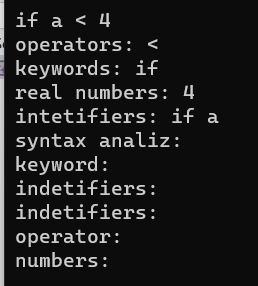 if a < 4
operators: <
keywords: if
real numbers: 4
intetifiers: if a
syntax analiz:
keyword:
indetifiers:
indetifiers:
operator:
numbers: